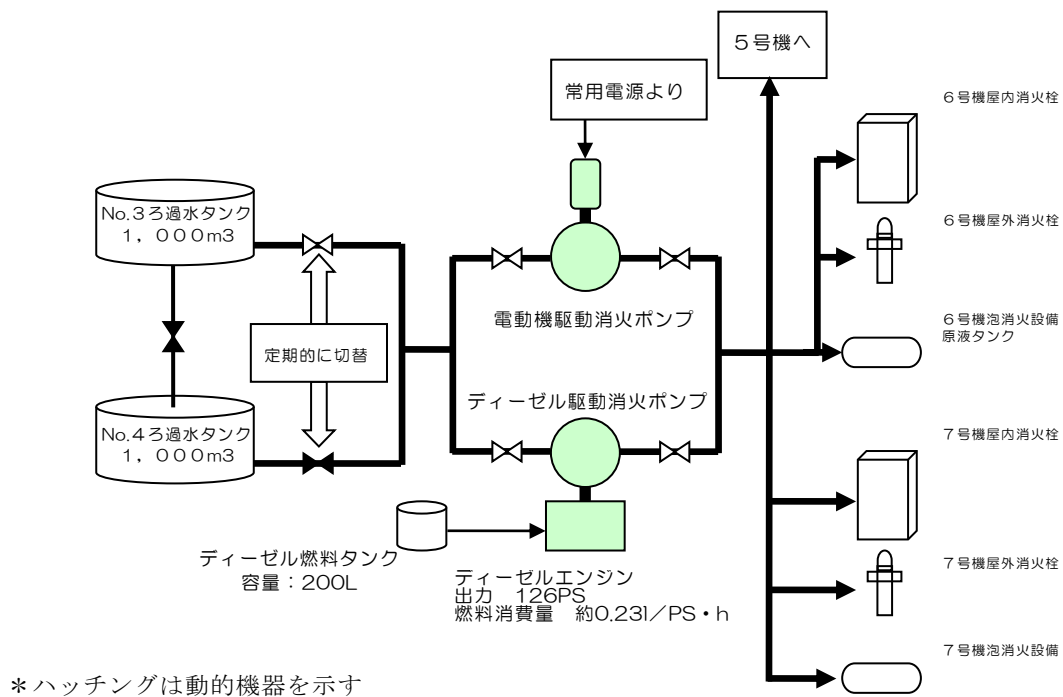 ５号機へ
常用電源より
６号機屋内消火栓
No.３ろ過水タンク
１，０００m3
６号機屋外消火栓
電動機駆動消火ポンプ
６号機泡消火設備
原液タンク
定期的に切替
ディーゼル駆動消火ポンプ
No.４ろ過水タンク
１，０００m3
７号機屋内消火栓
ディーゼル燃料タンク
容量：200L
ディーゼルエンジン
出力　126PS
燃料消費量　約0.23l／PS・h
７号機屋外消火栓
７号機泡消火設備
＊ハッチングは動的機器を示す